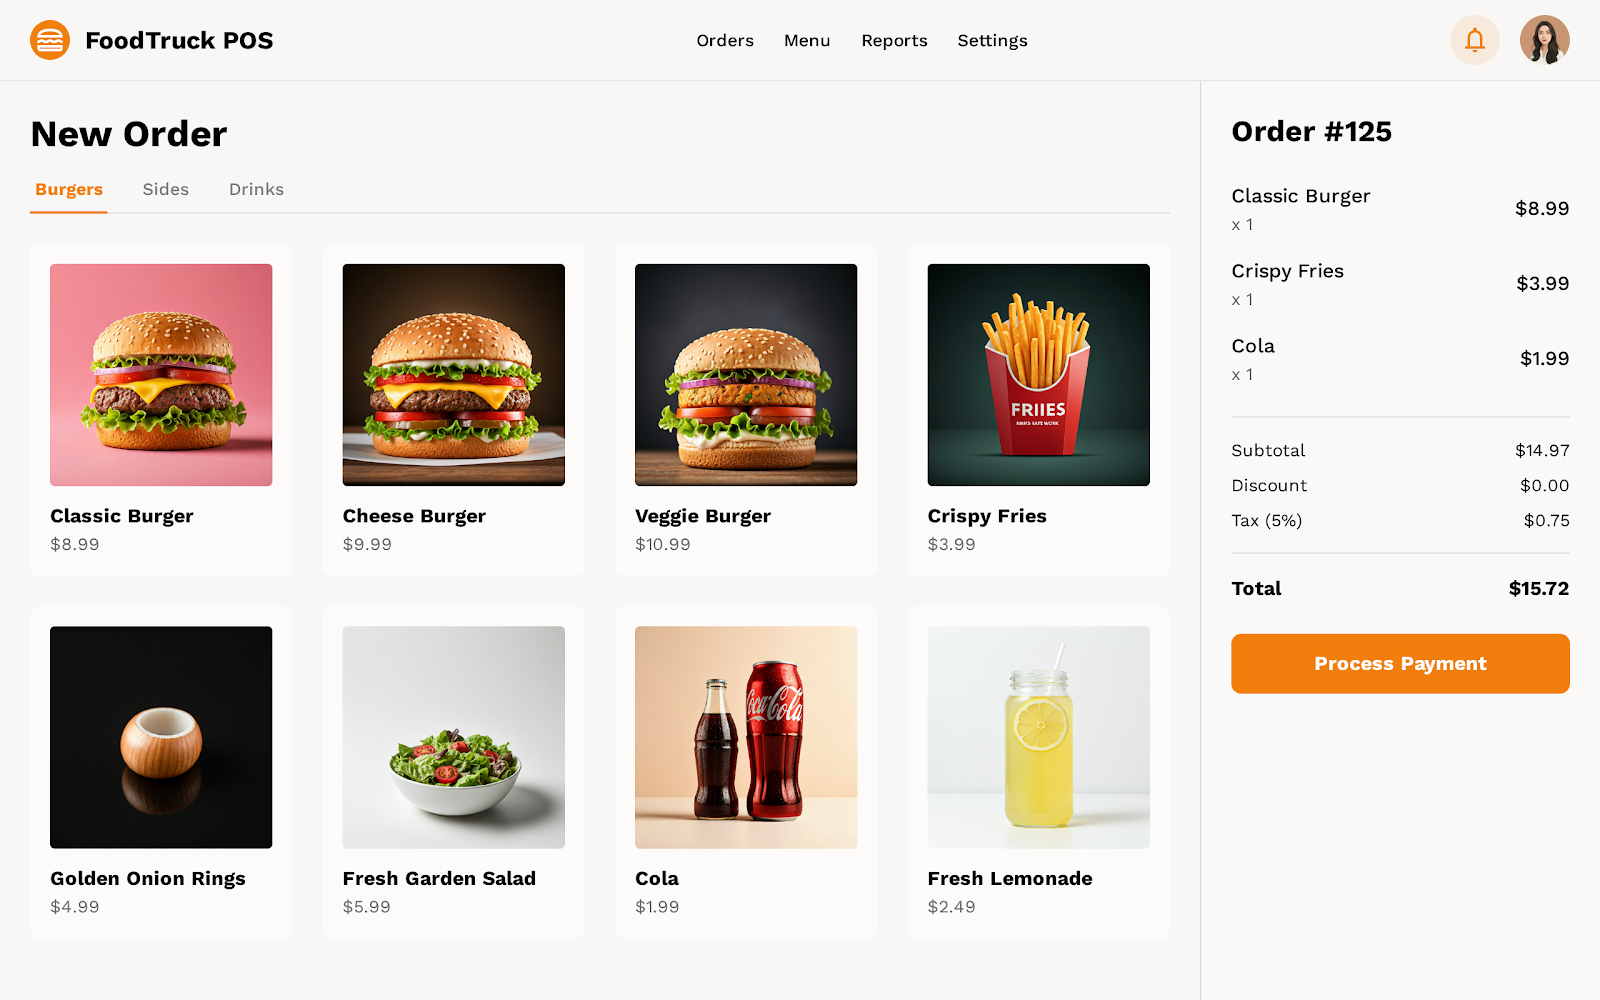 FoodTruck POS
Orders
Menu
Reports
Settings
New Order
Burgers
Sides
Drinks
FRIIES
Classic Burger
$8.99
Cheese Burger
$9.99
Veggie Burger
$10.99
Crispy Fries
$3.99
Coca-Cola
Golden Onion Rings
$4.99
Fresh Garden Salad
$5.99
Cola
$1.99
Fresh Lemonade
$2.49
Order #125
Classic Burger
x 1
$8.99
Crispy Fries
x 1
$3.99
Cola
x 1
$1.99
Subtotal $14.97
Discount $0.00
Tax (5%) $0.75
Total $15.72
Process Payment